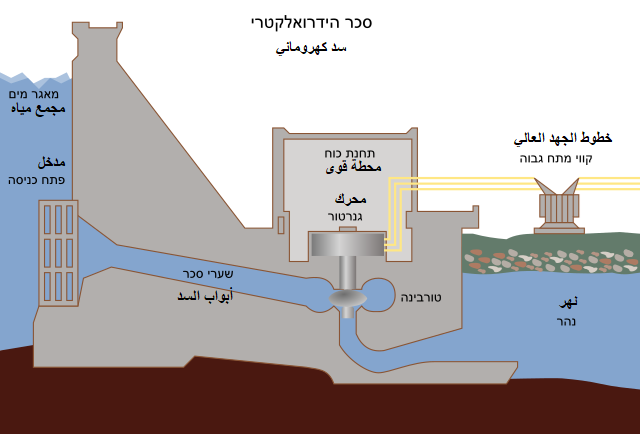 סכר הידרואלקטרי
سد كهروماني
מאגר מים
مجمع مياه
مدخل
פתח כניסה
תחנת כוח
محطة قوى
محرك
גנרטור
خطوط الجهد العالي
קווי מתח גבוה
שערי סכר
أبواب السد
טורבינה
نهر
נהר